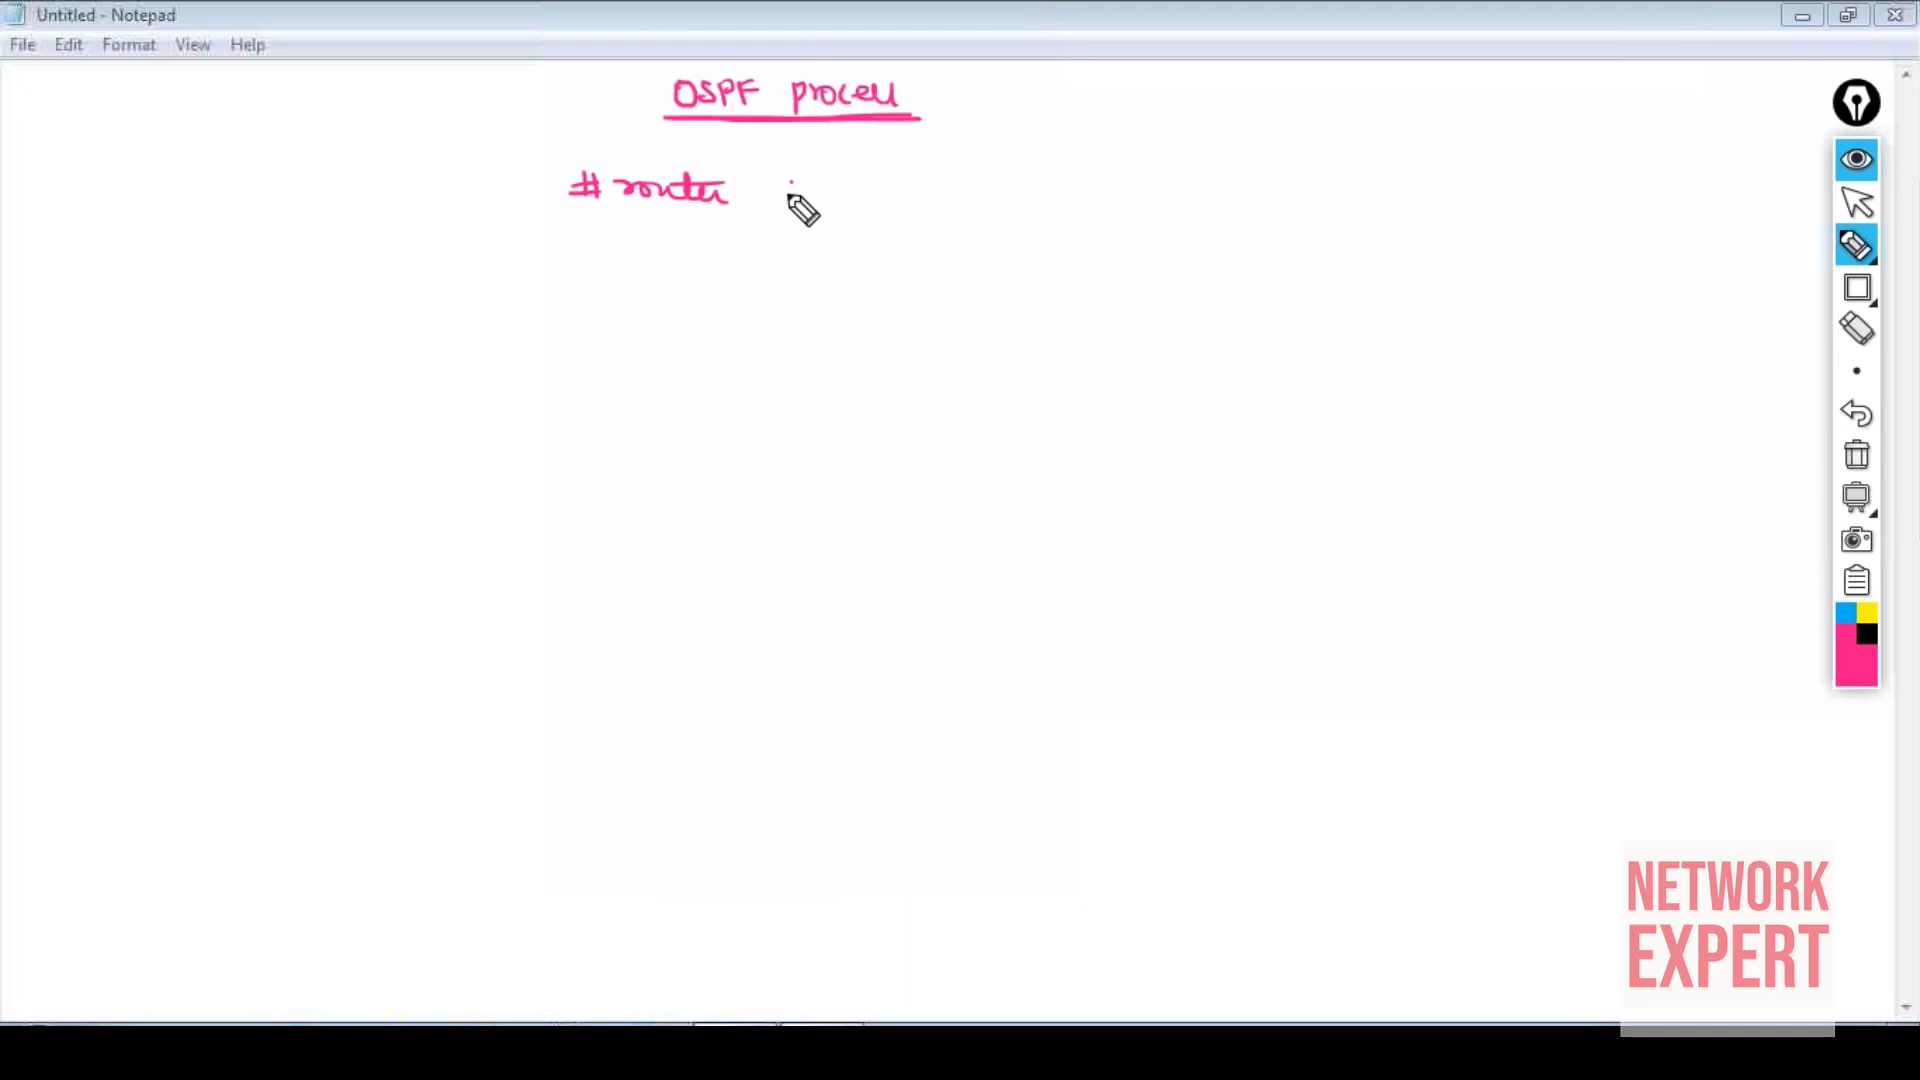 Untitled - Notepad
File Edit Format View Help
OSPF process
# router
NETWORK
EXPERT